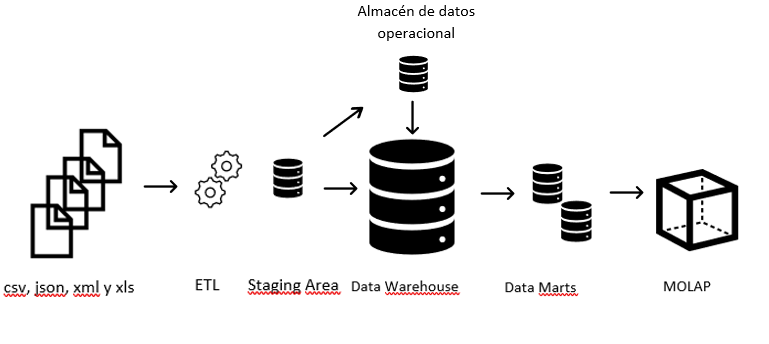 Almacén de datos
operacional
csv, json, xml y xls
ETL
Staging Area
Data Warehouse
Data Marts
MOLAP